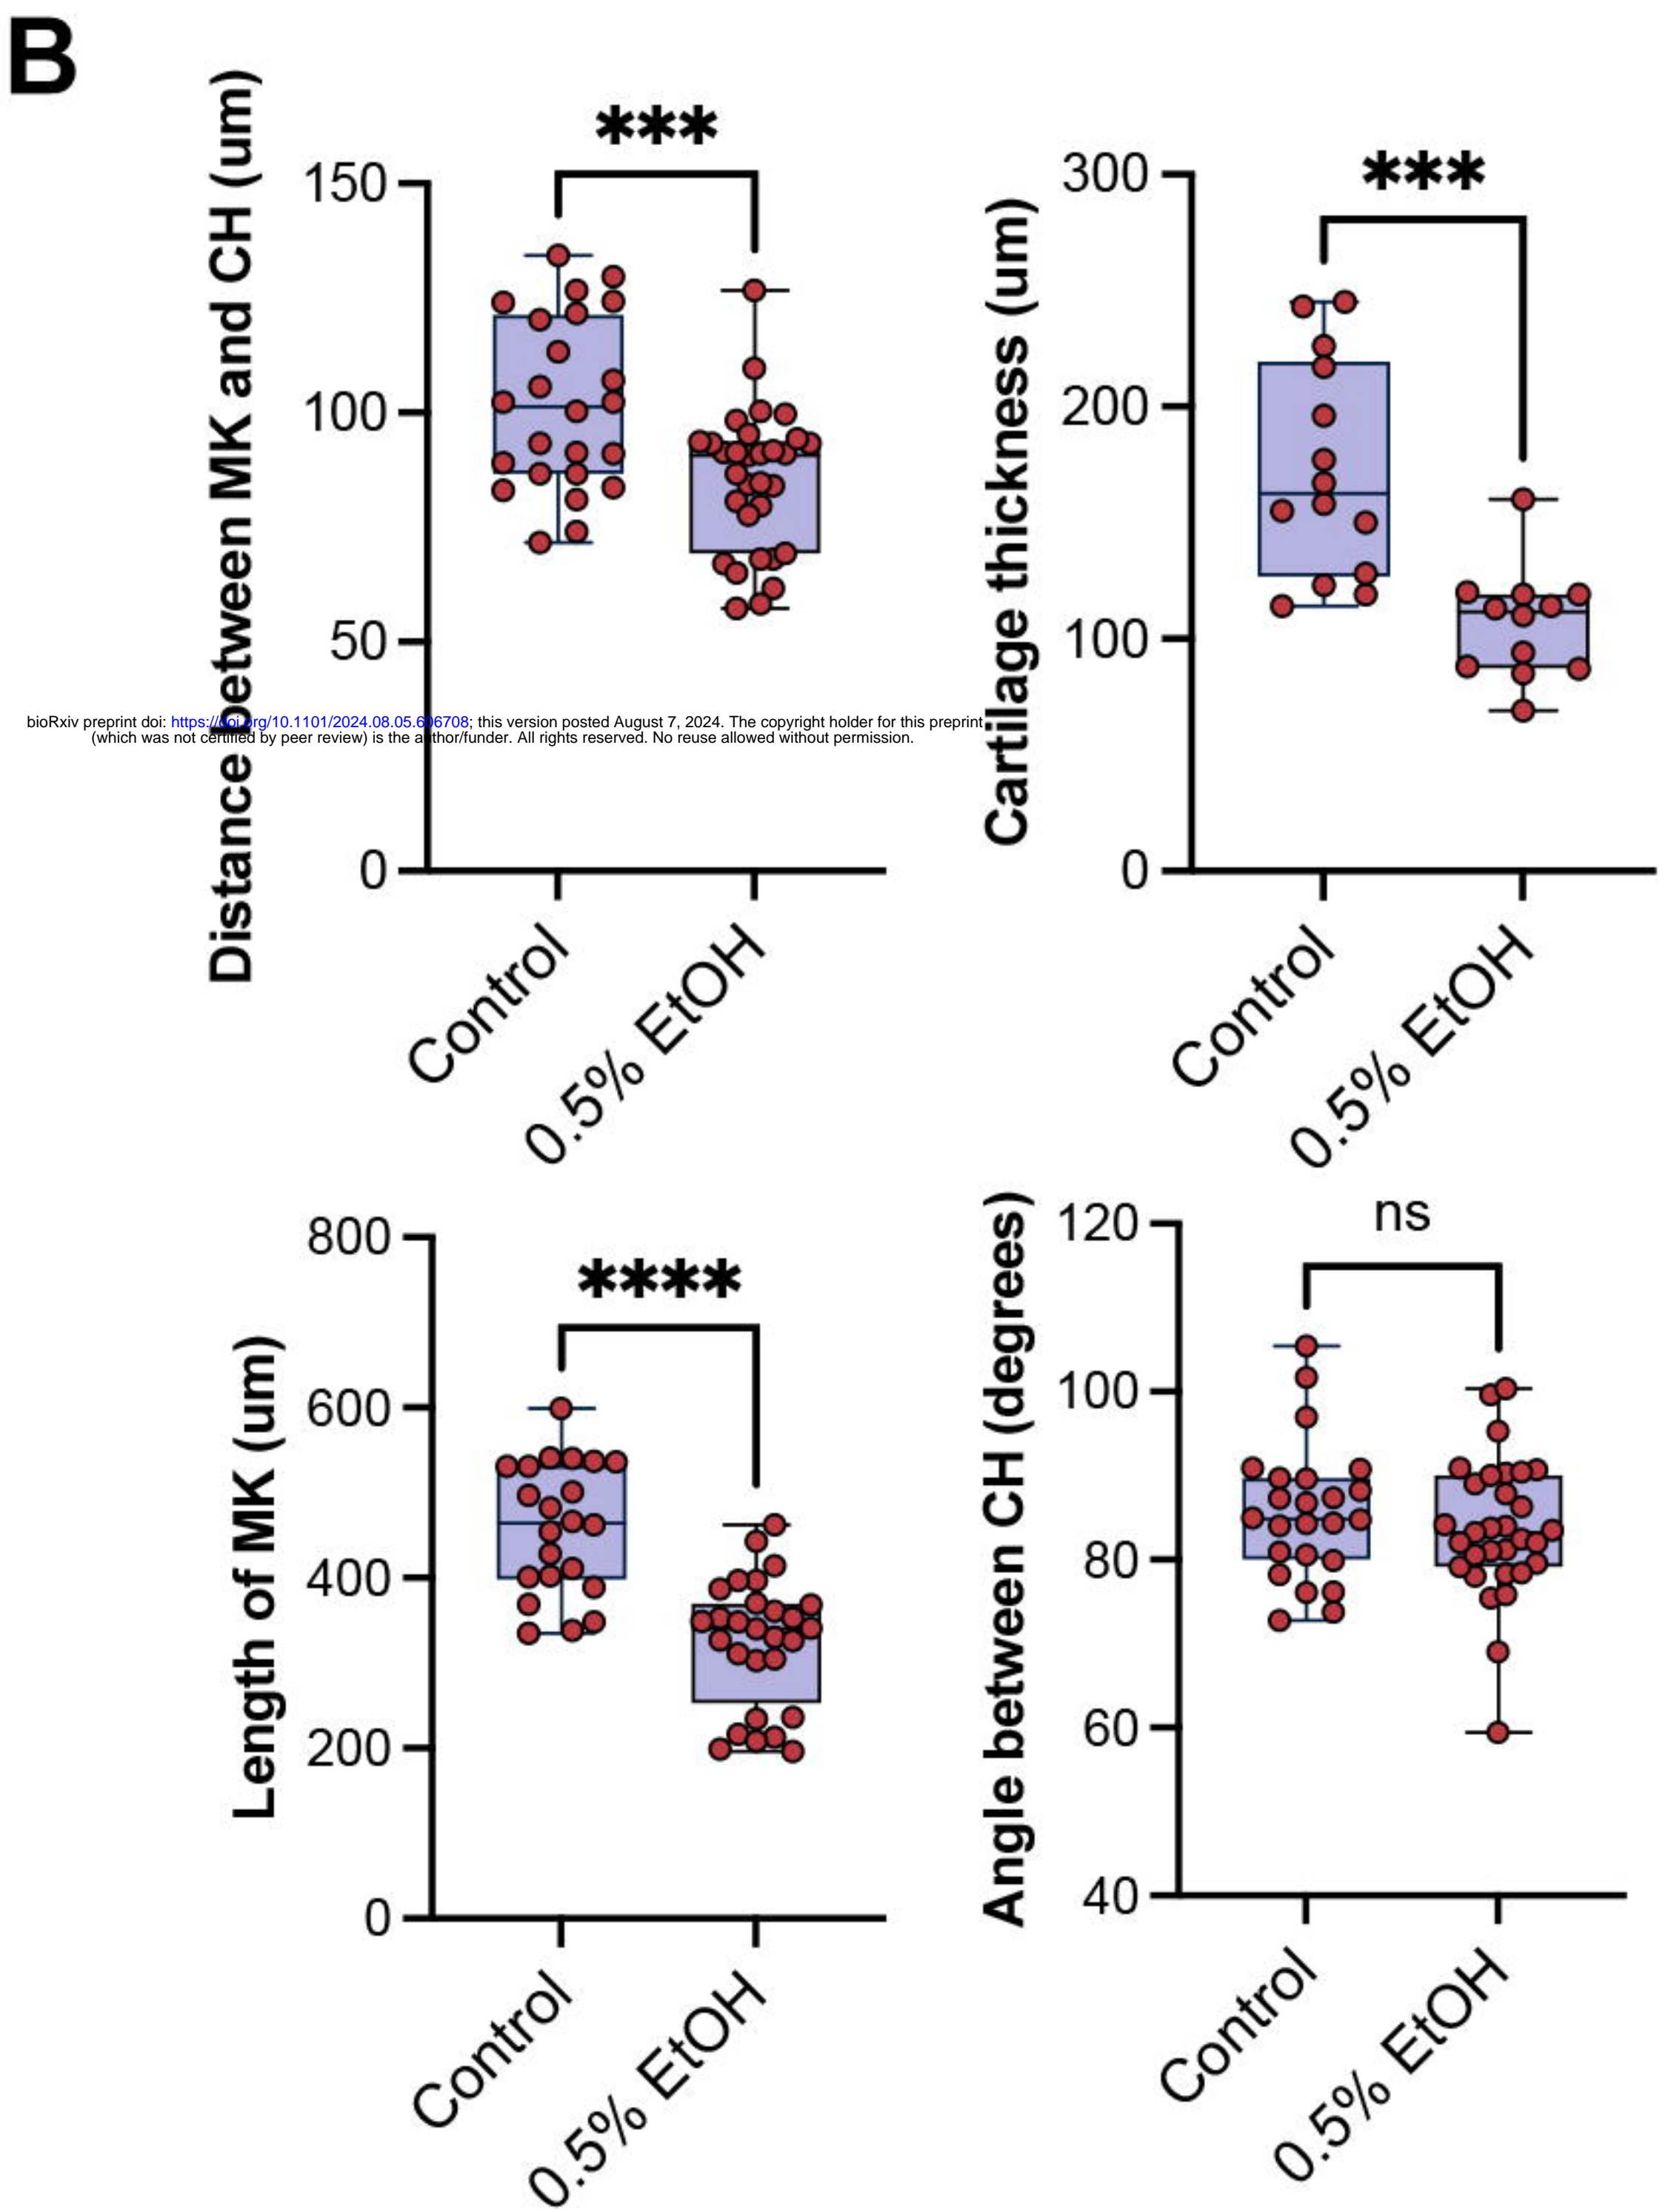 B
Distance between MK and CH (um)
***
150
100
50
0
Control
0.5% EtOH
Cartilage thickness (um)
***
300
200
100
0
Control
0.5% EtOH
bioRxiv preprint doi: https://doi.org/10.1101/2024.08.05.606708; this version posted August 7, 2024. The copyright holder for this preprint
(which was not certified by peer review) is the author/funder. All rights reserved. No reuse allowed without permission.
Length of MK (um)
****
800
600
400
200
0
Control
0.5% EtOH
Angle between CH (degrees)
ns
120
100
80
60
40
Control
0.5% EtOH